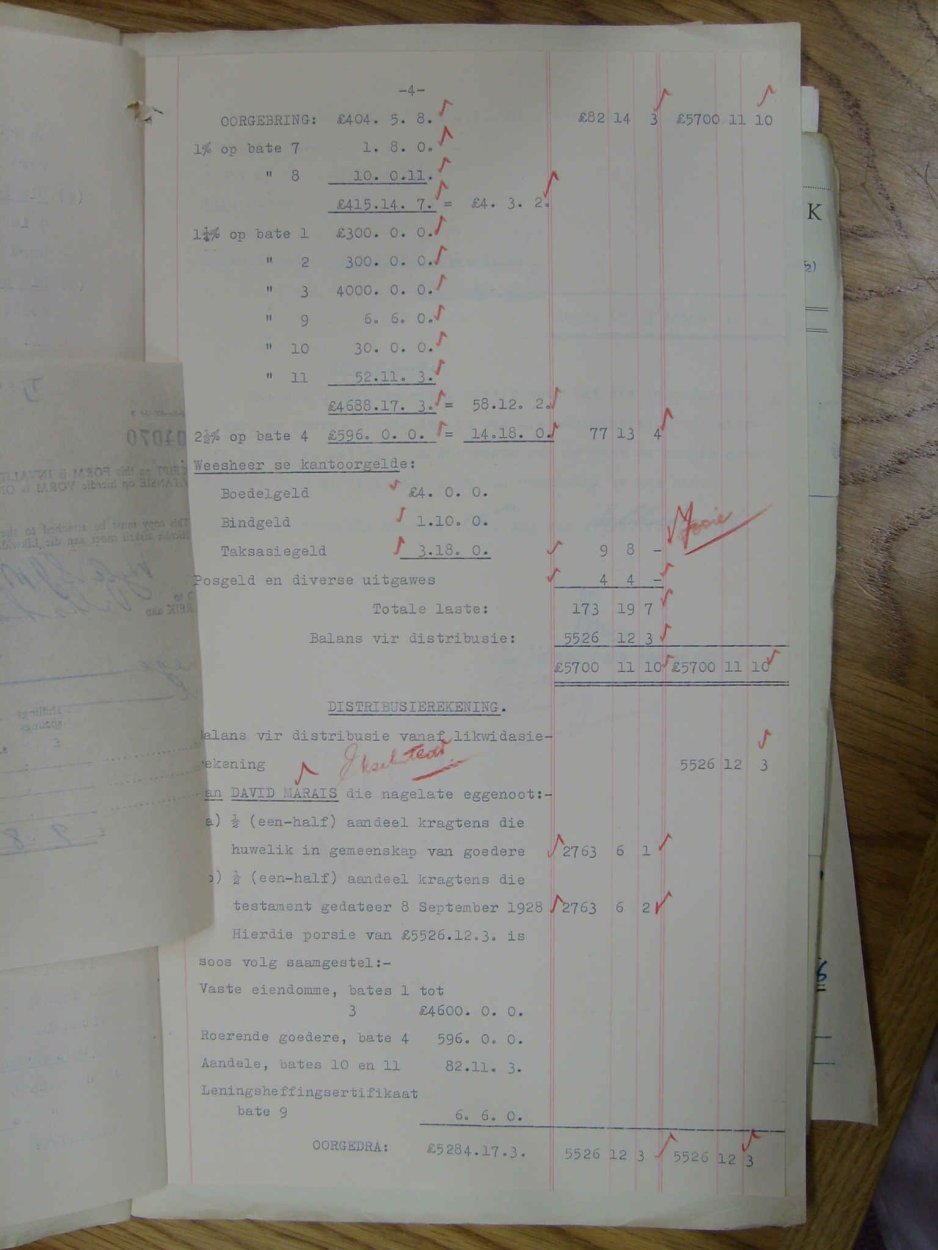 -4-
OORGEBRING: £404. 5. 8. £82 14 3 £5700 11 10
1% op bate 7 1. 8. 0.
" 8 10. 0.11.
£415.14. 7. = £4. 3. 2.
1¼% op bate 1 £300. 0. 0.
" 2 300. 0. 0.
" 3 4000. 0. 0.
" 9 6. 6. 0.
" 10 30. 0. 0.
" 11 52.11. 3.
£4688.17. 3. = 58.12. 2.
2½% op bate 4 £596. 0. 0. = 14.18. 0. 77 13 4
Weesheer se kantoorgelde:
Boedelgeld £4. 0. 0.
Bindgeld 1.10. 0.
Taksasiegeld 3.18. 0. 9 8 -
Posgeld en diverse uitgawes 4 4 -
Totale laste: 173 19 7
Balans vir distribusie: 5526 12 3
£5700 11 10 £5700 11 10
DISTRIBUSIEREKENING.
alans vir distribusie vanaf likwidasie-
ekening 5526 12 3
an DAVID MARAIS die nagelate eggenoot:-
a) ½ (een-half) aandeel kragtens die
huwelik in gemeenskap van goedere 2763 6 1
) ½ (een-half) aandeel kragtens die
testament gedateer 8 September 1928 2763 6 2
Hierdie porsie van £5526.12.3. is
soos volg saamgestel:-
Vaste eiendomme, bates 1 tot
3 £4600. 0. 0.
Roerende goedere, bate 4 596. 0. 0.
Aandele, bates 10 en 11 82.11. 3.
Leningsheffingsertifikaat
bate 9 6. 6. 0.
OORGEDRA: £5284.17.3. 5526 12 3 5526 12 3
K